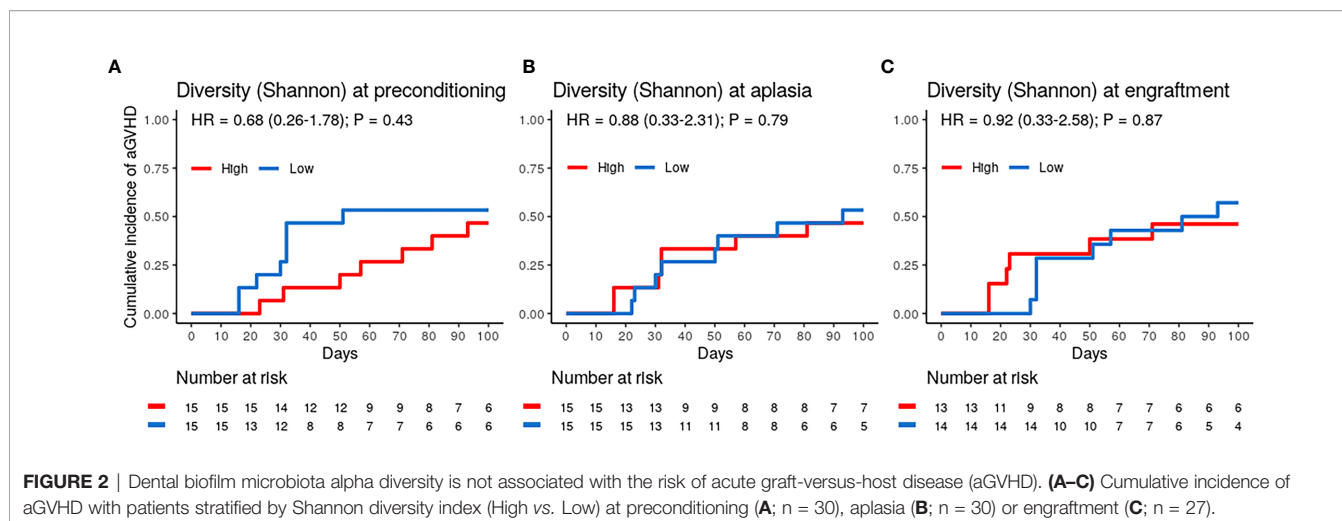 A
B
C
Diversity (Shannon) at preconditioning
Diversity (Shannon) at aplasia
Diversity (Shannon) at engraftment
Cumulative incidence of aGVHD
1.00
0.75
0.50
0.25
0.00
HR = 0.68 (0.26-1.78); P = 0.43
High Low
0 10 20 30 40 50 60 70 80 90 100
Days
Number at risk
15 15 15 14 12 12 9 9 8 7 6
15 15 13 12 8 8 7 7 6 6 6
1.00
0.75
0.50
0.25
0.00
HR = 0.88 (0.33-2.31); P = 0.79
High Low
0 10 20 30 40 50 60 70 80 90 100
Days
Number at risk
15 15 13 13 9 9 8 8 8 7 7
15 15 15 13 11 11 8 8 6 6 5
1.00
0.75
0.50
0.25
0.00
HR = 0.92 (0.33-2.58); P = 0.87
High Low
0 10 20 30 40 50 60 70 80 90 100
Days
Number at risk
13 13 11 9 8 8 7 7 6 6 6
14 14 14 14 10 10 7 7 6 5 4
FIGURE 2 | Dental biofilm microbiota alpha diversity is not associated with the risk of acute graft-versus-host disease (aGVHD). (A–C) Cumulative incidence of
aGVHD with patients stratified by Shannon diversity index (High vs. Low) at preconditioning (A; n = 30), aplasia (B; n = 30) or engraftment (C; n = 27).